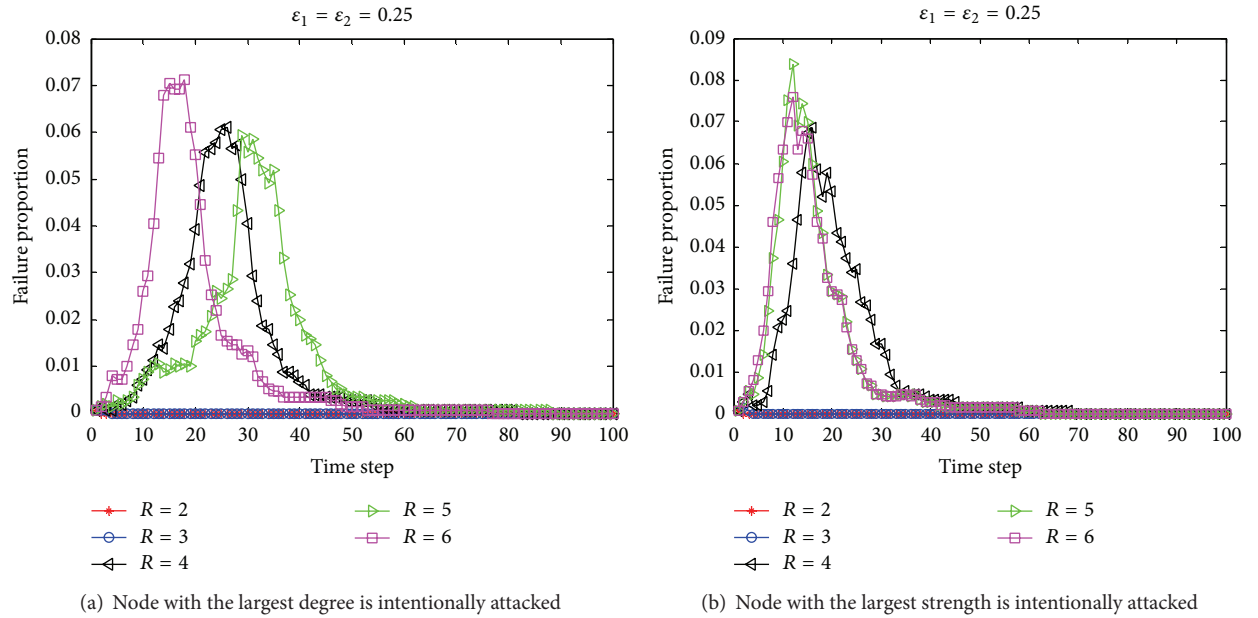 ε1 = ε2 = 0.25
0.08
0.07
0.06
0.05
0.04
0.03
0.02
0.01
0
Failure proportion
0 10 20 30 40 50 60 70 80 90 100
Time step
R = 2
R = 3
R = 4
R = 5
R = 6
(a) Node with the largest degree is intentionally attacked
ε1 = ε2 = 0.25
0.09
0.08
0.07
0.06
0.05
0.04
0.03
0.02
0.01
0
Failure proportion
0 10 20 30 40 50 60 70 80 90 100
Time step
R = 2
R = 3
R = 4
R = 5
R = 6
(b) Node with the largest strength is intentionally attacked